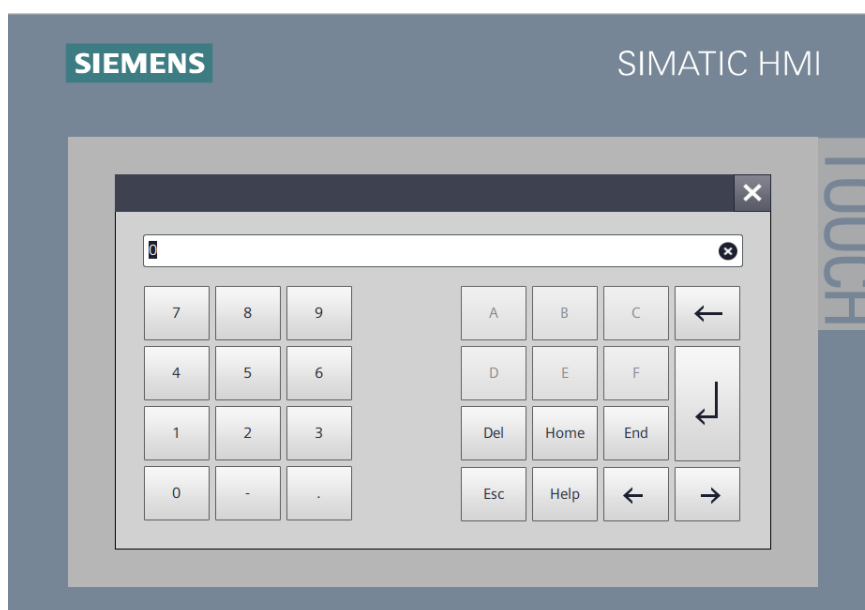 SIEMENS
SIMATIC HMI
TOUCH
0
7 8 9 A B C
4 5 6 D E F
1 2 3 Del Home End
0 - . Esc Help